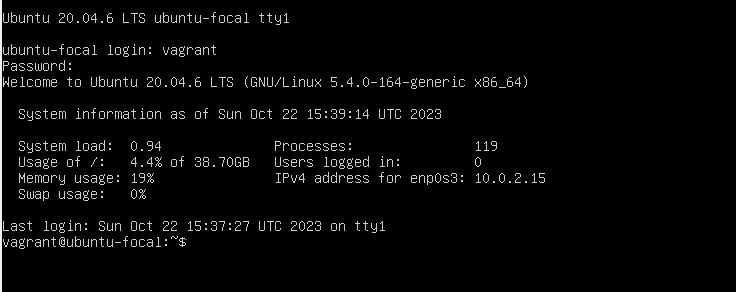 Ubuntu 20.04.6 LTS ubuntu-focal tty1
ubuntu-focal login: vagrant
Password:
Welcome to Ubuntu 20.04.6 LTS (GNU/Linux 5.4.0-164-generic x86_64)
System information as of Sun Oct 22 15:39:14 UTC 2023
System load: 0.94 Processes: 119
Usage of /: 4.4% of 38.70GB Users logged in: 0
Memory usage: 19% IPv4 address for enp0s3: 10.0.2.15
Swap usage: 0%
Last login: Sun Oct 22 15:37:27 UTC 2023 on tty1
vagrant@ubuntu-focal:~$